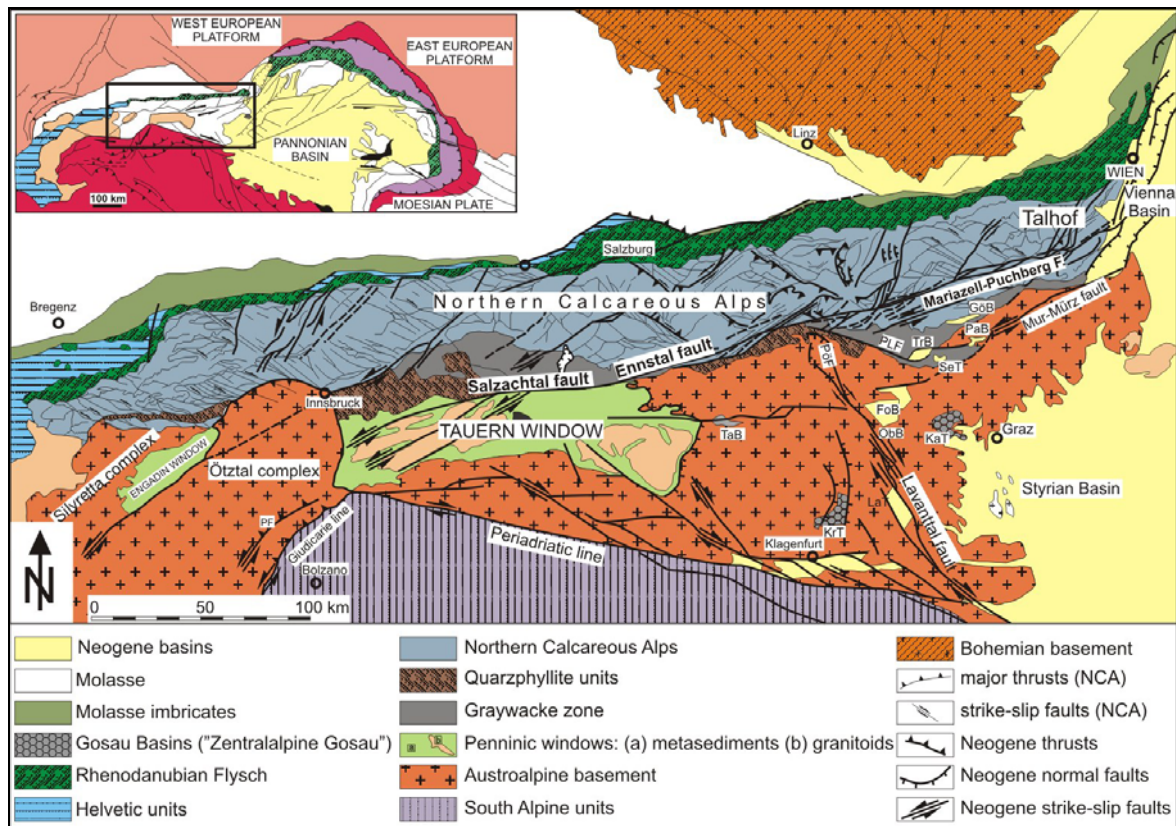 WEST EUROPEAN
PLATFORM
EAST EUROPEAN
PLATFORM
PANNONIAN
BASIN
MOESIAN PLATE
100 km
Linz
WIEN
Vienna
Basin
Talhof
Salzburg
Bregenz
Northern Calcareous Alps
Mariazell-Puchberg F.
GöB
PaB
Mur-Mürz fault
PLF
TrB
SeT
PöF
Ennstal fault
Salzachtal fault
Innsbruck
TAUERN WINDOW
TaB
FoB
ObB
KaT
Graz
Silvretta complex
ENGADIN WINDOW
Ötztal complex
Styrian Basin
Lavanttal faul
La
KrT
PF
Giudicarie line
Periadriatic line
Klagenfurt
Bolzano
N
0 50 100 km
Neogene basins
Molasse
Molasse imbricates
Gosau Basins ("Zentralalpine Gosau")
Rhenodanubian Flysch
Helvetic units
Northern Calcareous Alps
Quarzphyllite units
Graywacke zone
a
b
Penninic windows: (a) metasediments (b) granitoids
Austroalpine basement
South Alpine units
Bohemian basement
major thrusts (NCA)
strike-slip faults (NCA)
Neogene thrusts
Neogene normal faults
Neogene strike-slip faults